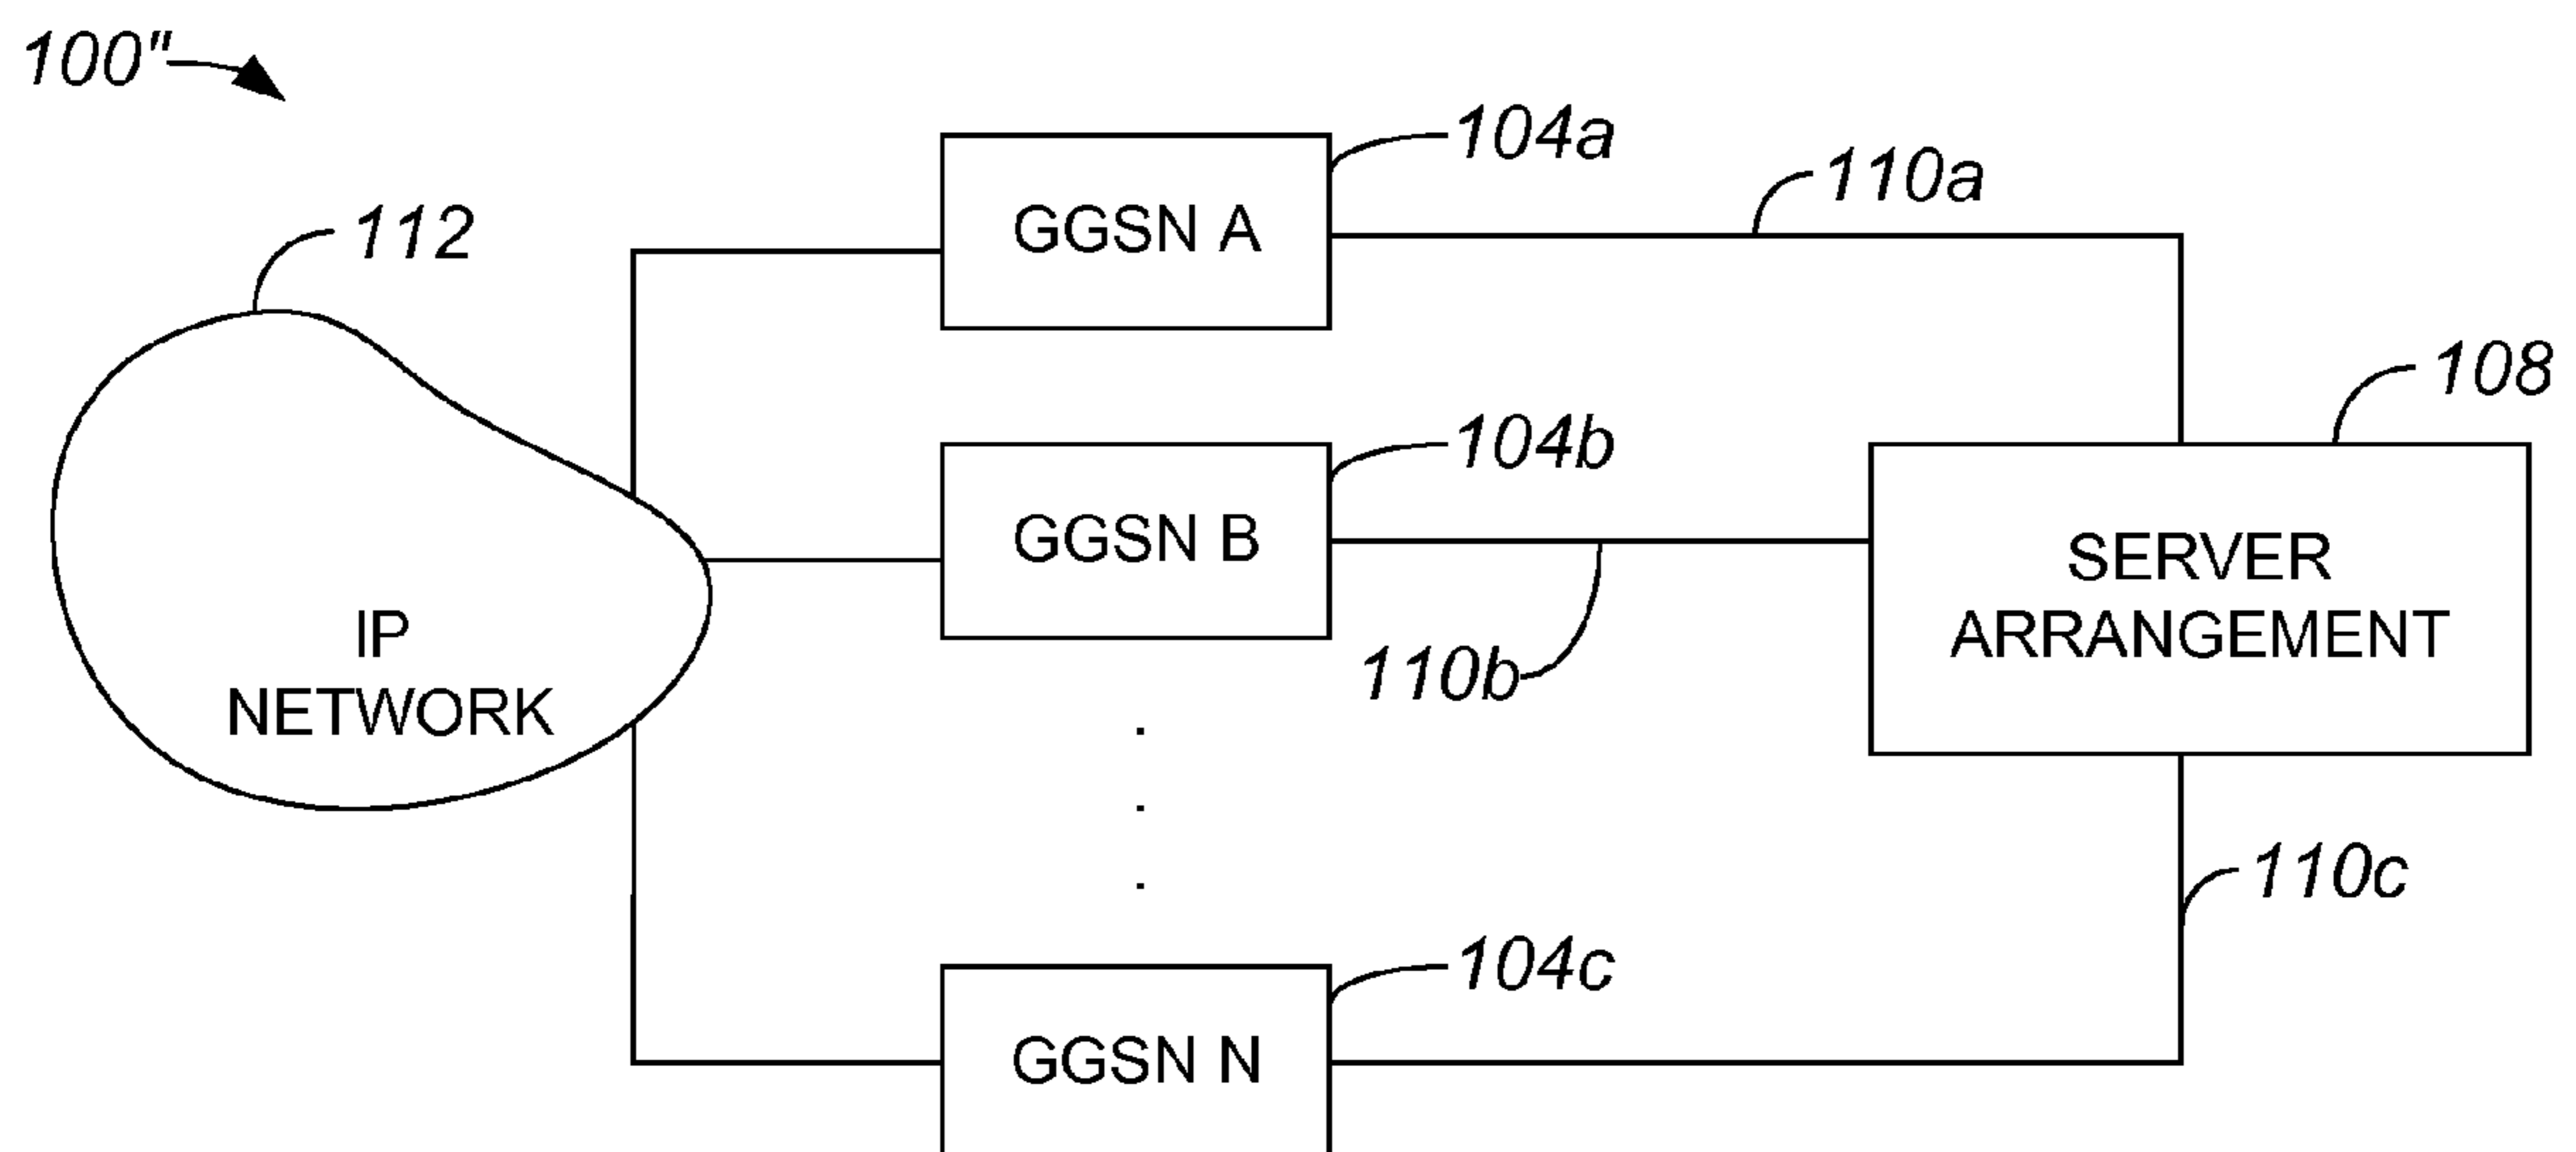 100"
104a
110a
GGSN A
112
108
104b
GGSN B
SERVER
ARRANGEMENT
IP
NETWORK
110b
.
.
.
110c
104c
GGSN N